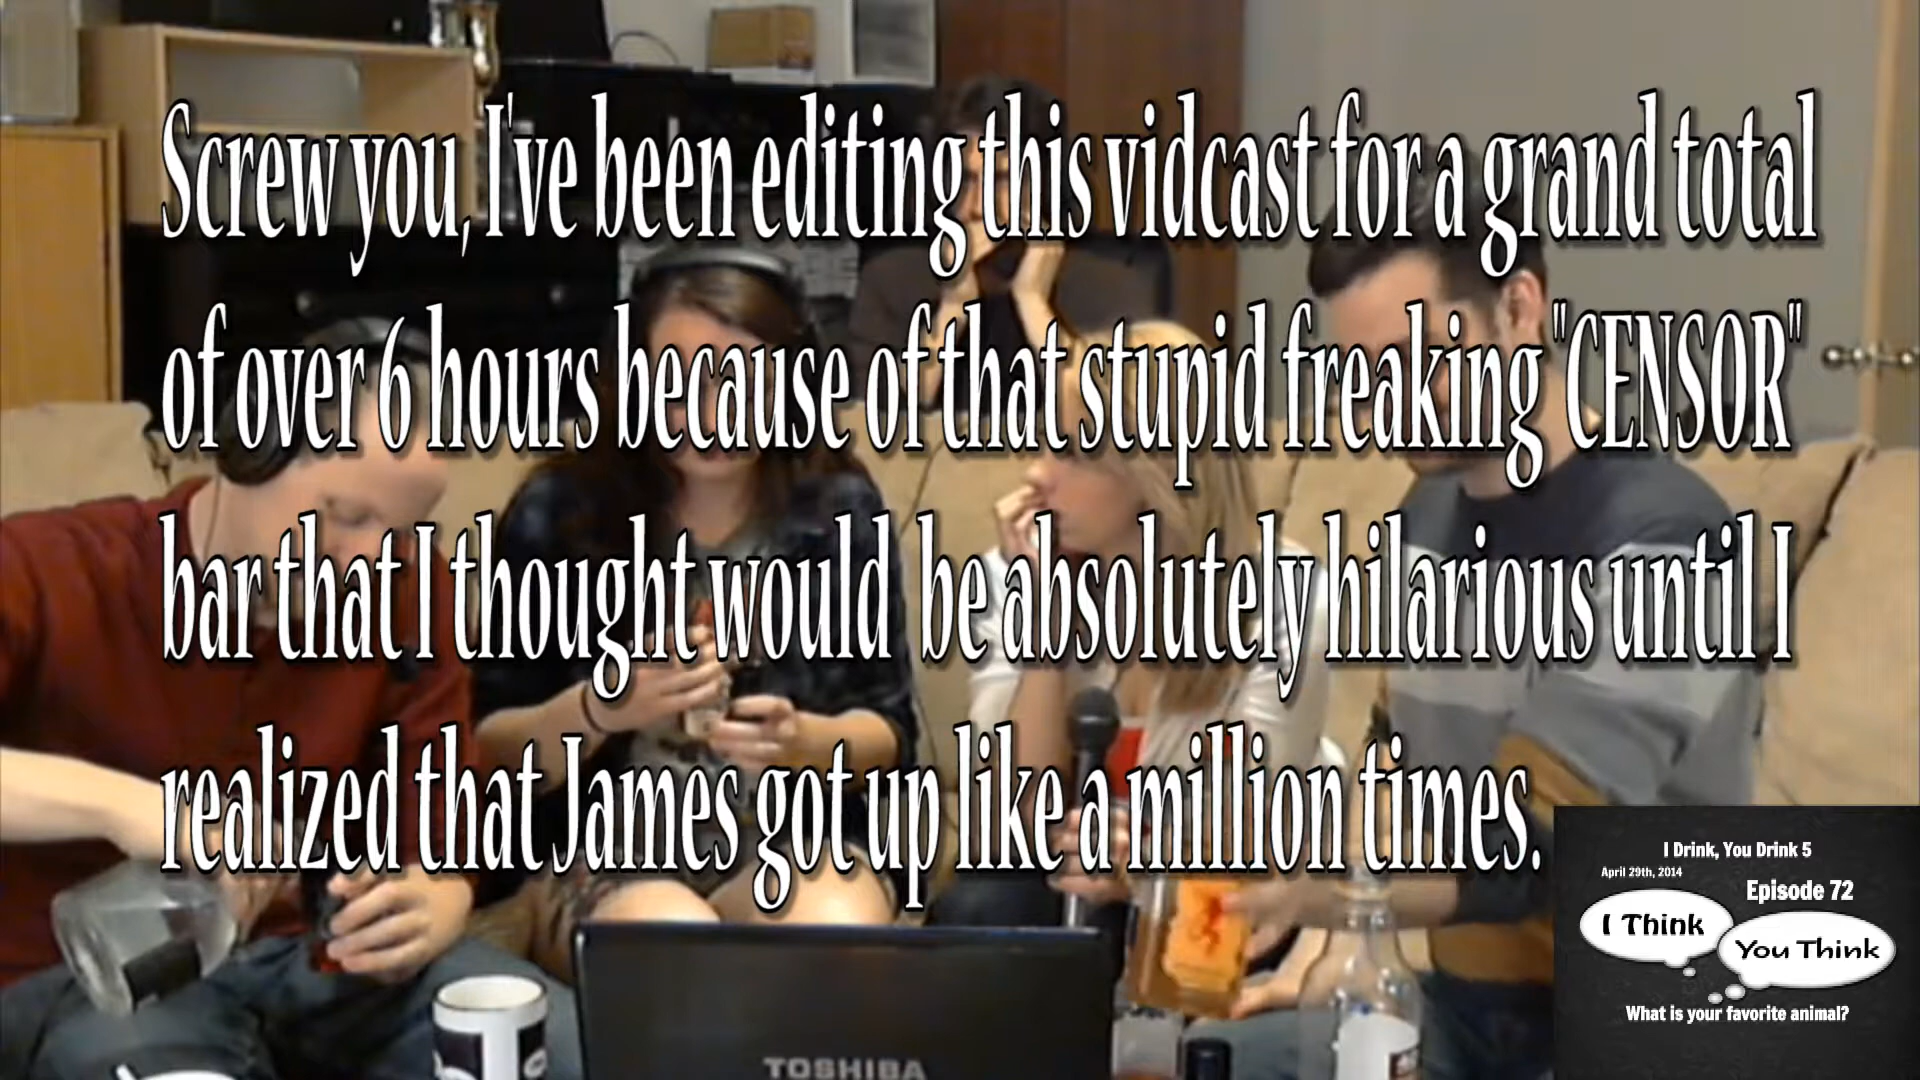 Screw you, I've been editing this vidcast for a grand total
of over 6 hours because of that stupid freaking "CENSOR"
bar that I thought would  be absolutely hilarious until I
realized that James got up like a million times.
I Drink, You Drink 5
April 29th, 2014
Episode 72
I Think
You Think
What is your favorite animal?
TOSHIBA